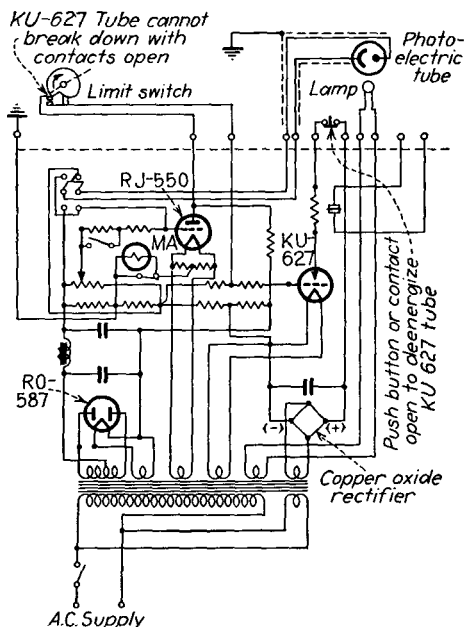 KU-627 Tube cannot
break down with
contacts open
Limit switch
Photo-
electric
tube
Lamp
RJ-550
MA
KU-
627
Push button or contact
open to deenergize
KU 627 tube
RO-
587
(-)
(+)
Copper oxide
rectifier
A.C. Supply